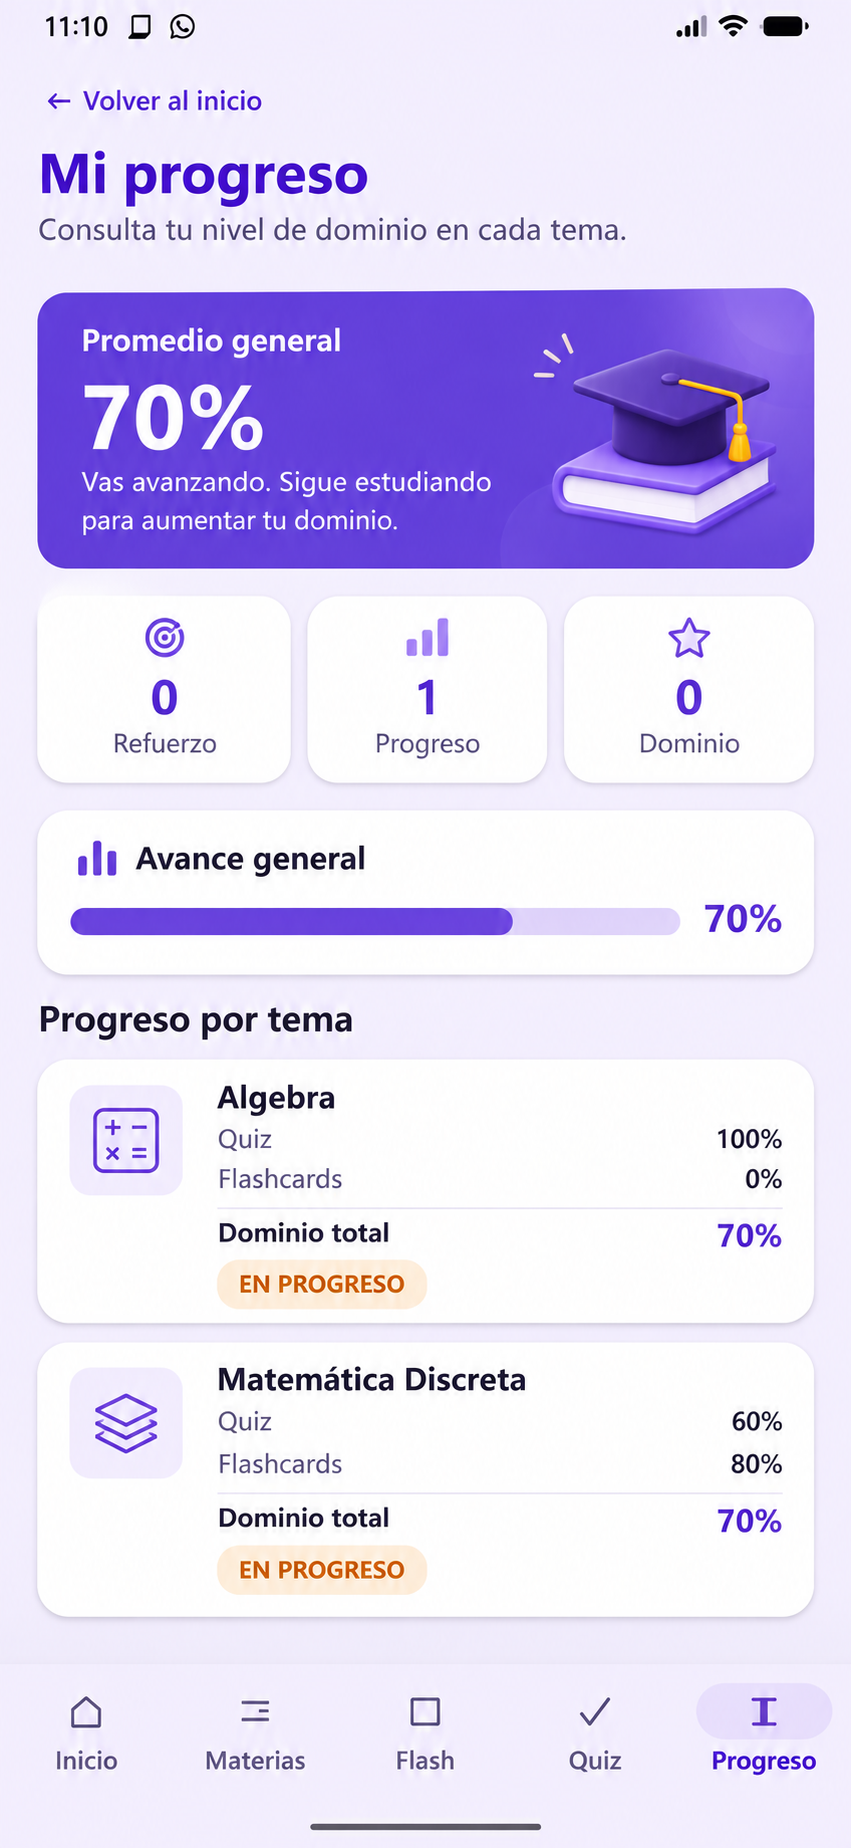 11:10
← Volver al inicio
Mi progreso
Consulta tu nivel de dominio en cada tema.
Promedio general
70%
Vas avanzando. Sigue estudiando
para aumentar tu dominio.
0
Refuerzo
1
Progreso
0
Dominio
Avance general
70%
Progreso por tema
Algebra
Quiz 100%
Flashcards 0%
Dominio total 70%
EN PROGRESO
Matemática Discreta
Quiz 60%
Flashcards 80%
Dominio total 70%
EN PROGRESO
Inicio
Materias
Flash
Quiz
Progreso